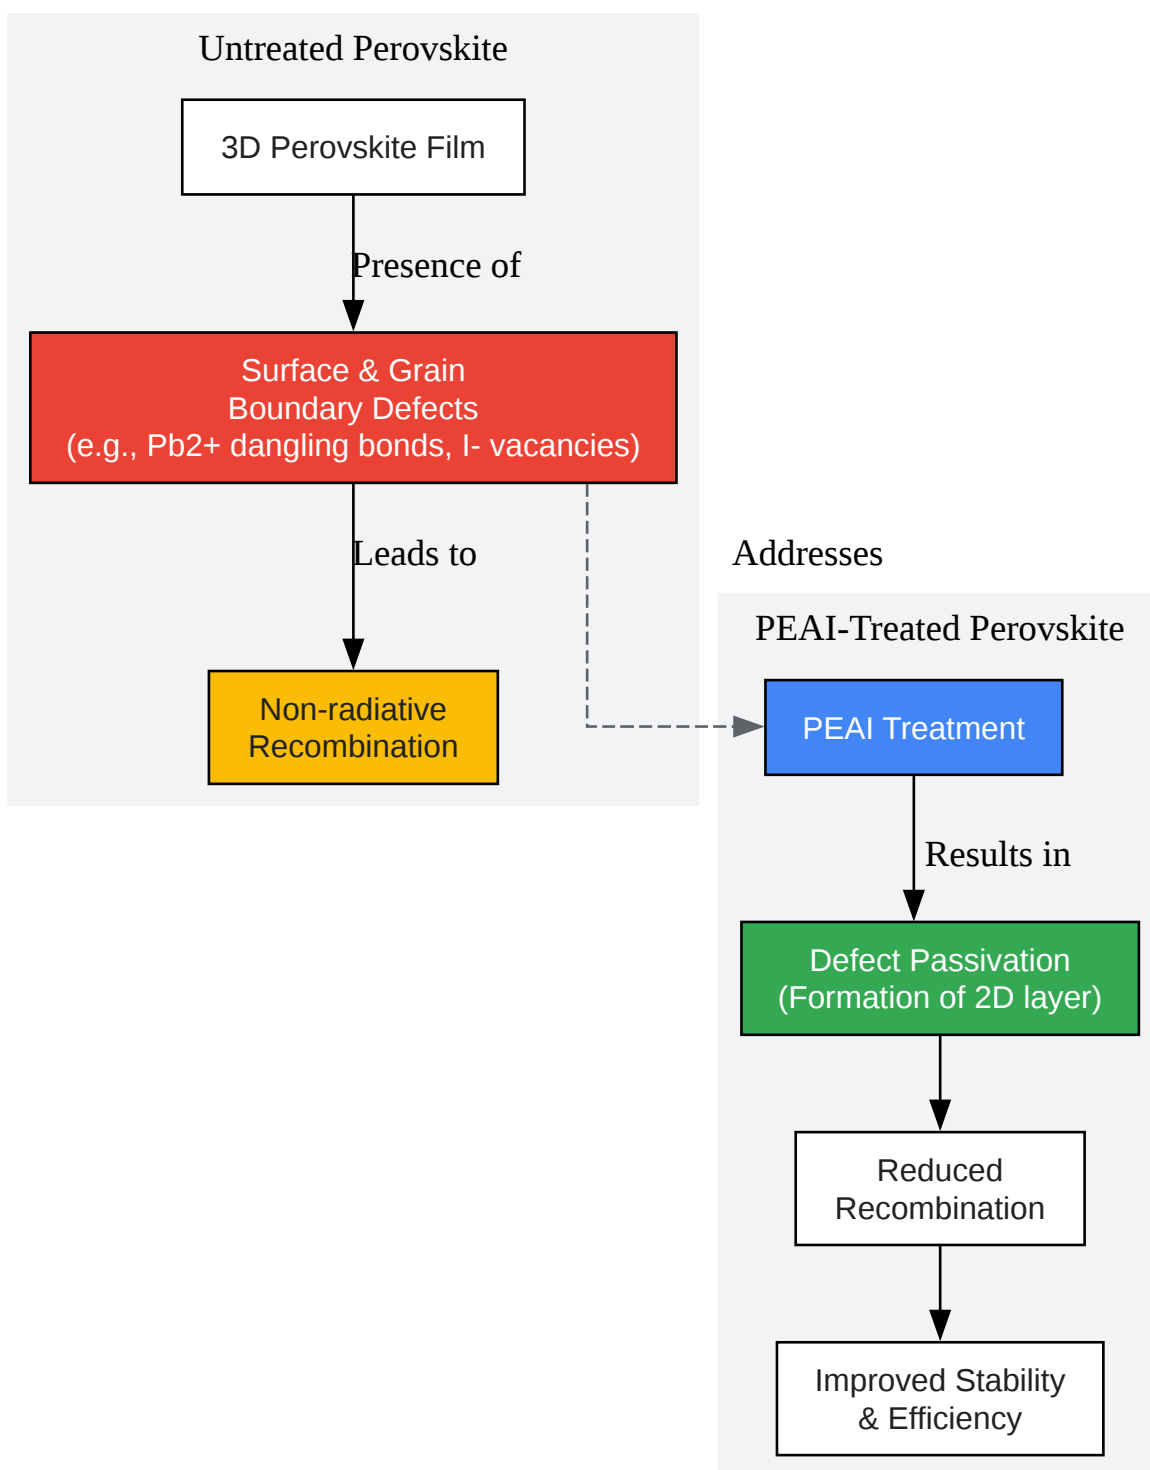 Untreated Perovskite
3D Perovskite Film
Presence of
Surface & Grain
Boundary Defects
(e.g., Pb2+ dangling bonds, I- vacancies)
Leads to
Non-radiative
Recombination
Addresses
PEAI-Treated Perovskite
PEAI Treatment
Results in
Defect Passivation
(Formation of 2D layer)
Reduced
Recombination
Improved Stability
& Efficiency